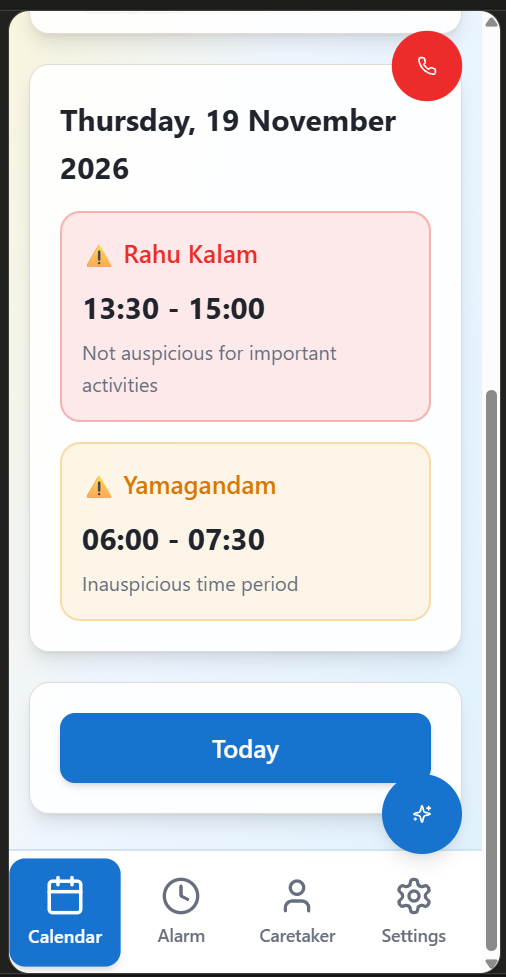 Thursday, 19 November
2026
Rahu Kalam
13:30 - 15:00
Not auspicious for important
activities
Yamagandam
06:00 - 07:30
Inauspicious time period
Today
Calendar
Alarm
Caretaker
Settings